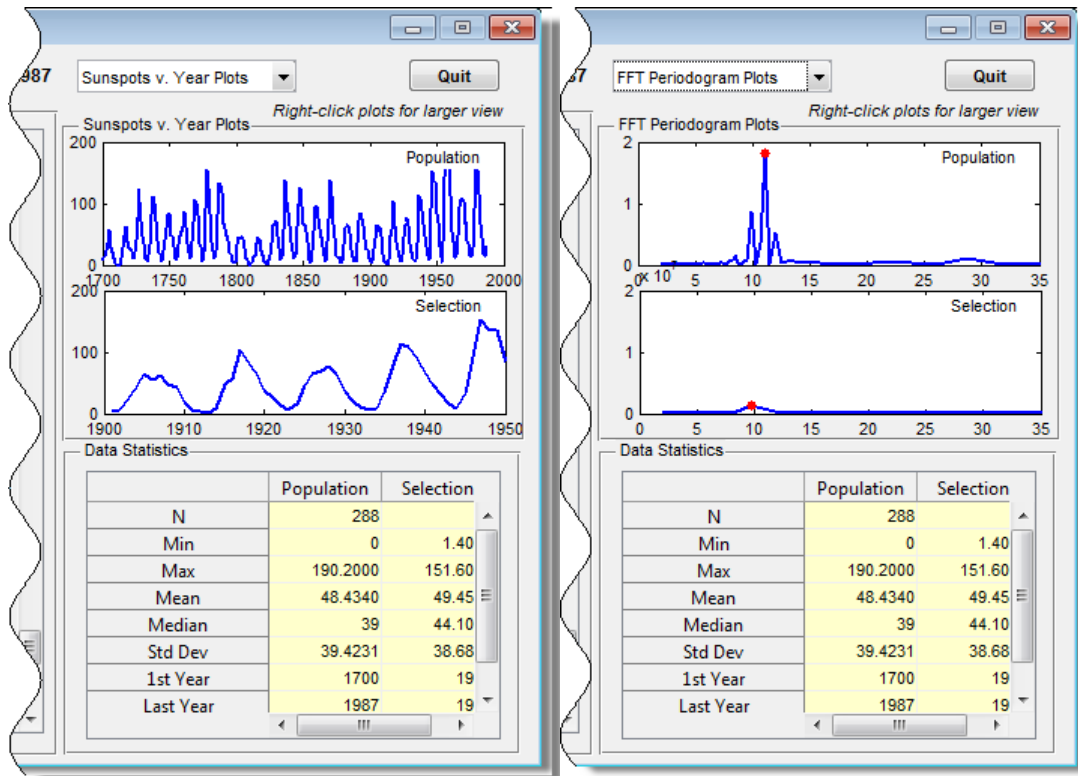 987 Sunspots v. Year Plots Quit
Right-click plots for larger view
Sunspots v. Year Plots
200
Population
100
0
1700 1750 1800 1850 1900 1950 2000
200
Selection
100
0
1900 1910 1920 1930 1940 1950
Data Statistics
Population Selection
N 288
Min 0 1.40
Max 190.2000 151.60
Mean 48.4340 49.45
Median 39 44.10
Std Dev 39.4231 38.68
1st Year 1700 19
Last Year 1987 19
87 FFT Periodogram Plots Quit
Right-click plots for larger view
FFT Periodogram Plots
2
Population
1
0
0 5 10 15 20 25 30 35
x 10
2
Selection
1
0
0 5 10 15 20 25 30 35
Data Statistics
Population Selection
N 288
Min 0 1.40
Max 190.2000 151.60
Mean 48.4340 49.45
Median 39 44.10
Std Dev 39.4231 38.68
1st Year 1700 19
Last Year 1987 19